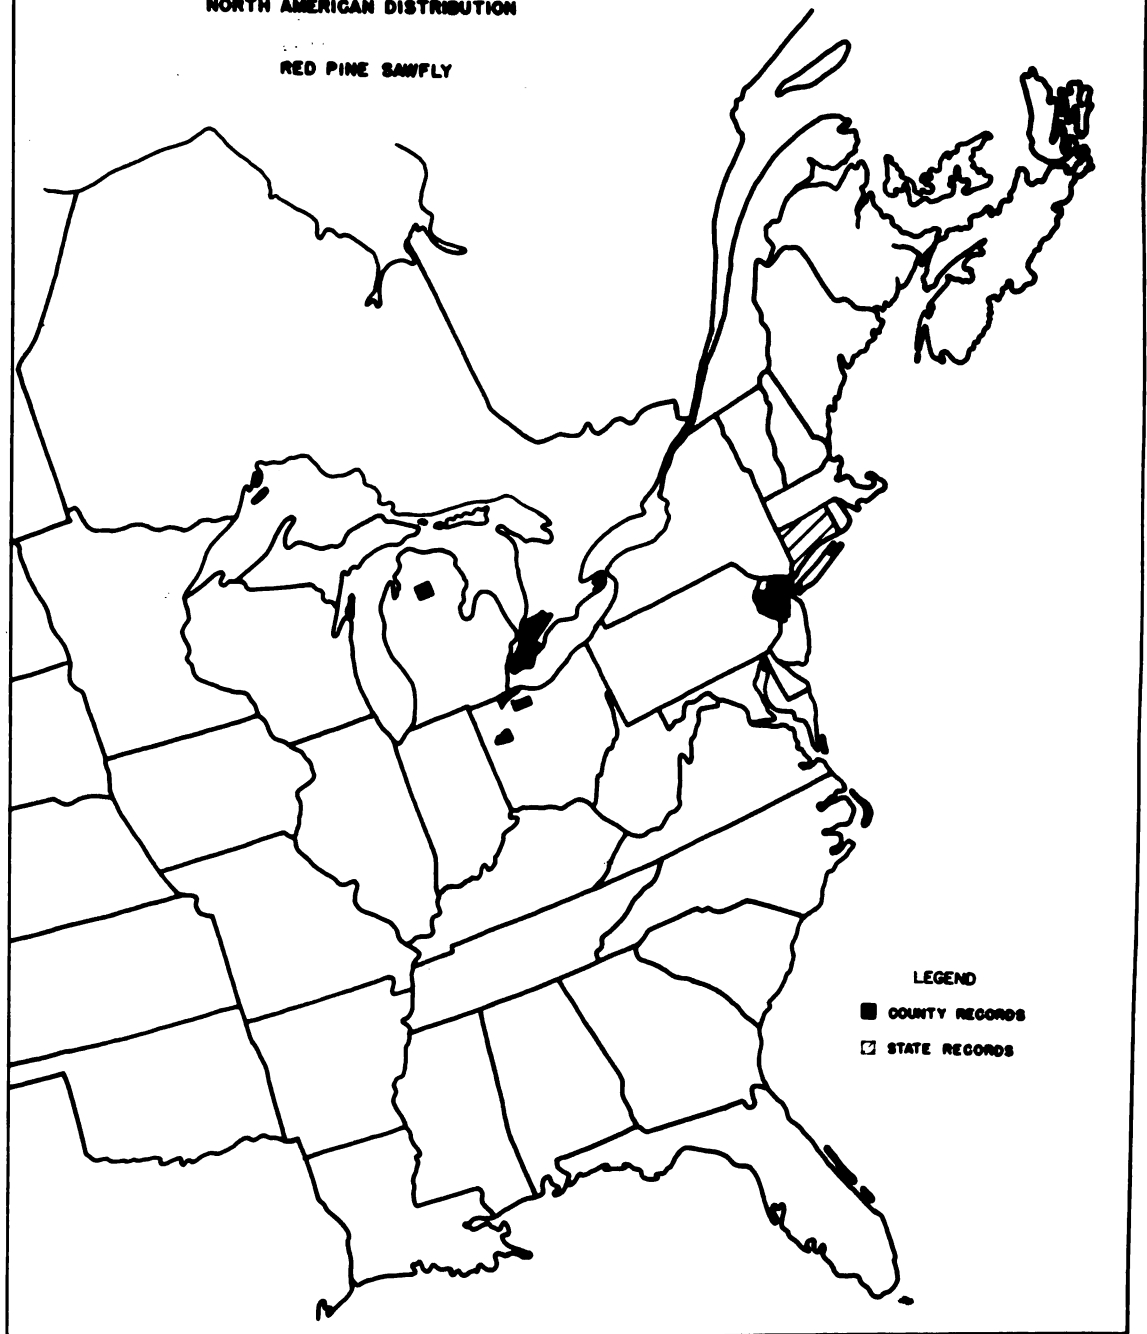 NORTH AMERICAN DISTRIBUTION
RED PINE SAWFLY
LEGEND
COUNTY RECORDS
STATE RECORDS